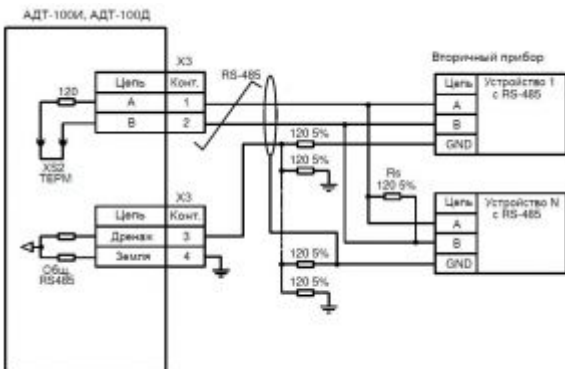 АДТ-100И, АДТ-100Д
X3
Цепь Конт.
A 1
B 2
120
XS2
ТЕРМ
RS-485
X3
Цепь Конт.
Дренаж 3
Земля 4
Общ.
RS485
120 5%
120 5%
120 5%
120 5%
Rs
120 5%
Вторичный прибор
Цепь Устройство 1
с RS-485
A
B
GND
Цепь Устройство N
с RS-485
A
B
GND